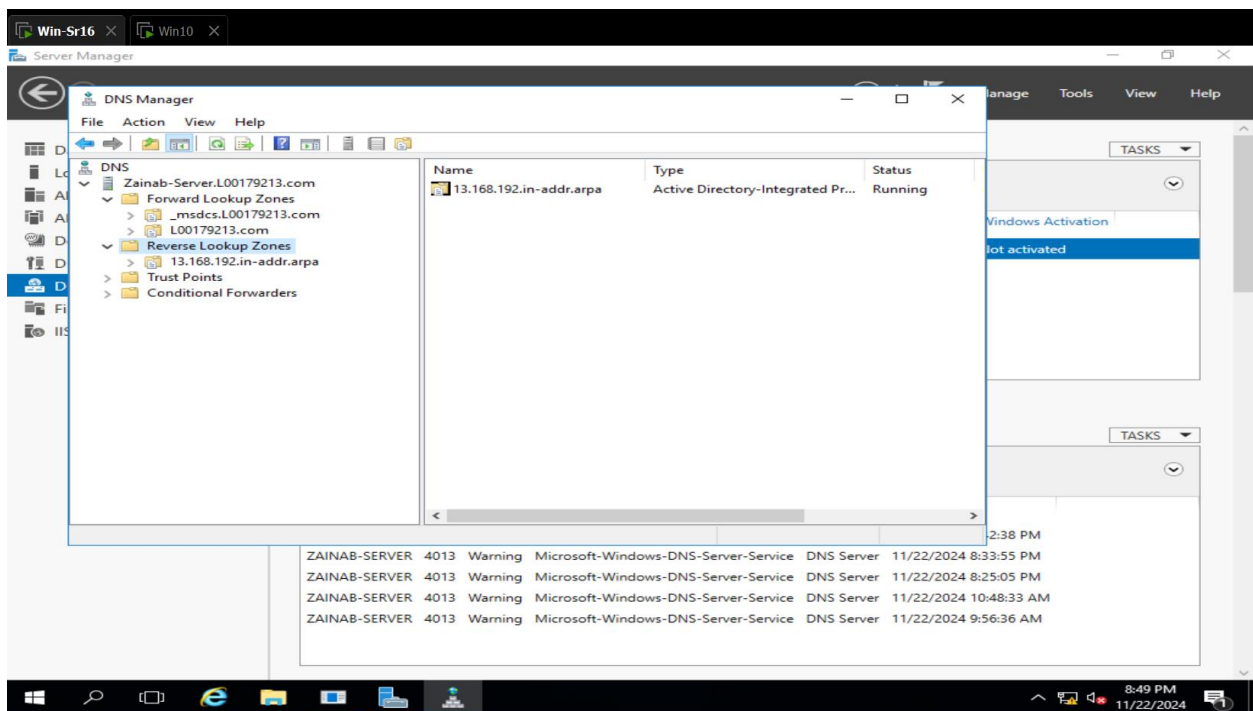 Win-Sr16
Win10
Server Manager
DNS Manager
Manage Tools View Help
File Action View Help
TASKS
DNS
Zainab-Server.L00179213.com
Forward Lookup Zones
_msdcs.L00179213.com
L00179213.com
Reverse Lookup Zones
13.168.192.in-addr.arpa
Trust Points
Conditional Forwarders
Name Type Status
13.168.192.in-addr.arpa Active Directory-Integrated Pr... Running
Windows Activation
Not activated
TASKS
2:38 PM
ZAINAB-SERVER 4013 Warning Microsoft-Windows-DNS-Server-Service DNS Server 11/22/2024 8:33:55 PM
ZAINAB-SERVER 4013 Warning Microsoft-Windows-DNS-Server-Service DNS Server 11/22/2024 8:25:05 PM
ZAINAB-SERVER 4013 Warning Microsoft-Windows-DNS-Server-Service DNS Server 11/22/2024 10:48:33 AM
ZAINAB-SERVER 4013 Warning Microsoft-Windows-DNS-Server-Service DNS Server 11/22/2024 9:56:36 AM
8:49 PM
11/22/2024
1